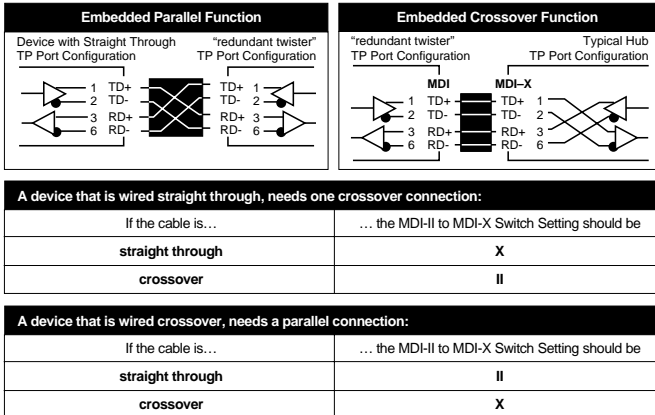 Embedded Parallel Function
Device with Straight Through
TP Port Configuration
"redundant twister"
TP Port Configuration
1 TD+ TD+ 1
2 TD- TD- 2
3 RD+ RD+ 3
6 RD- RD- 6
Embedded Crossover Function
"redundant twister"
TP Port Configuration
Typical Hub
TP Port Configuration
MDI MDI–X
1 TD+ TD+ 1
2 TD- TD- 2
3 RD+ RD+ 3
6 RD- RD- 6
A device that is wired straight through, needs one crossover connection:
If the cable is… … the MDI-II to MDI-X Switch Setting should be
straight through X
crossover II
A device that is wired crossover, needs a parallel connection:
If the cable is… … the MDI-II to MDI-X Switch Setting should be
straight through II
crossover X